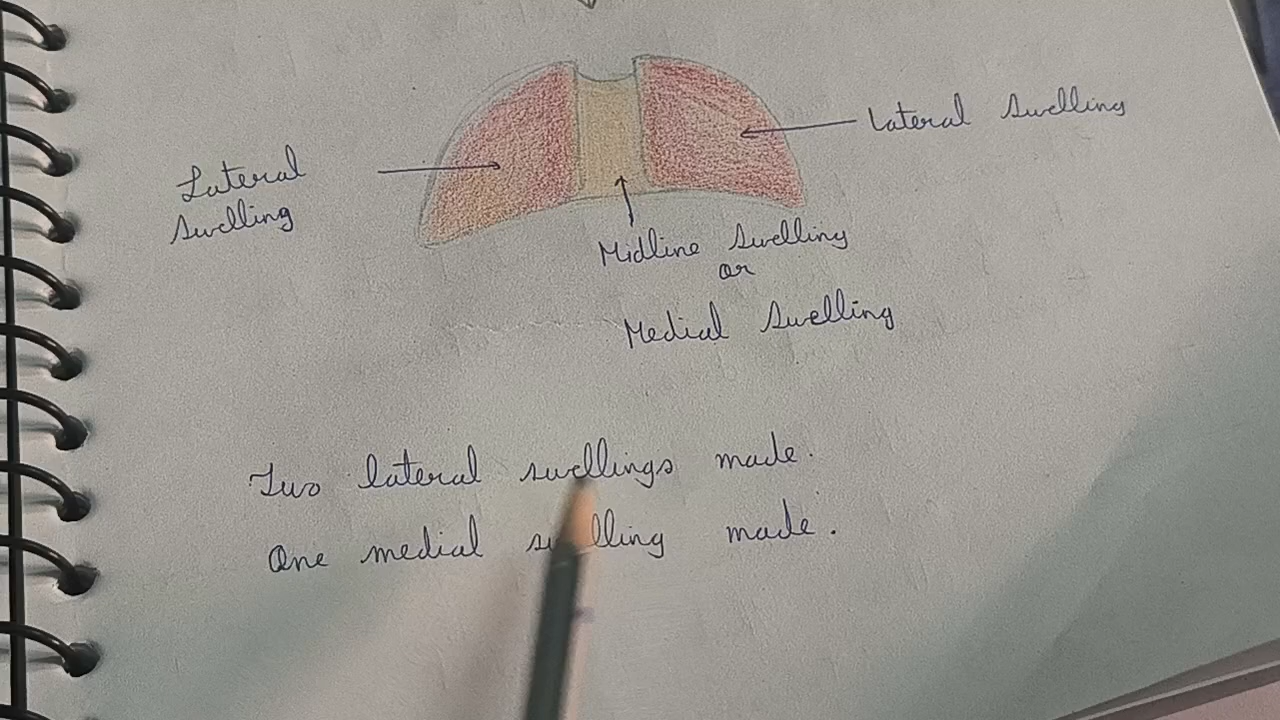 Lateral Swelling
Lateral
Swelling
Midline Swelling
or
Medial Swelling
Two lateral swellings made.
One medial swelling made.